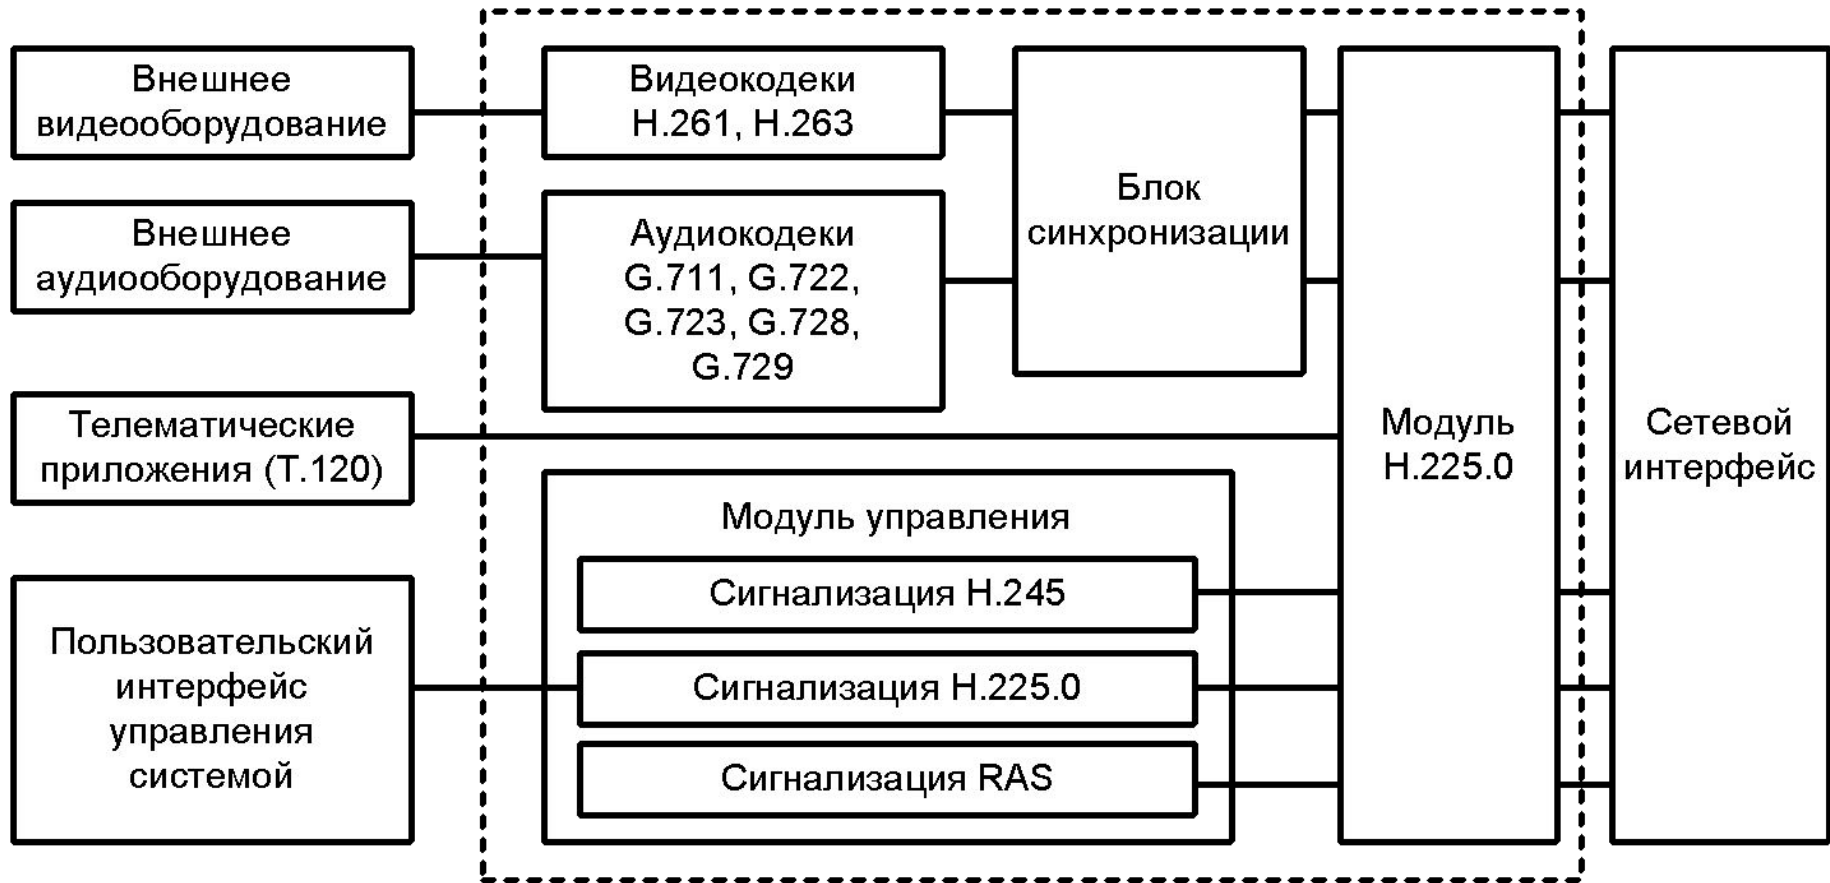 Внешнее
видеооборудование
Видеокодеки
H.261, H.263
Блок
синхронизации
Внешнее
аудиооборудование
Аудиокодеки
G.711, G.722,
G.723, G.728,
G.729
Телематические
приложения (T.120)
Модуль
H.225.0
Сетевой
интерфейс
Модуль управления
Сигнализация H.245
Сигнализация H.225.0
Сигнализация RAS
Пользовательский
интерфейс
управления
системой